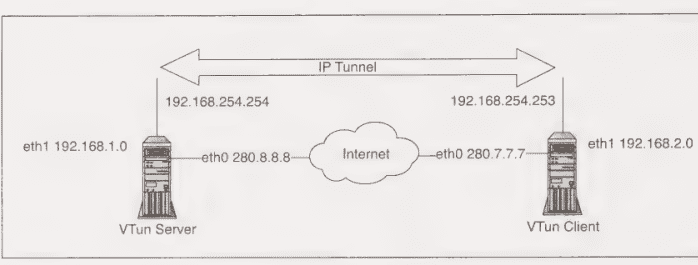 IP Tunnel
192.168.254.254
192.168.254.253
eth1 192.168.1.0
eth0 280.8.8.8
Internet
eth0 280.7.7.7
eth1 192.168.2.0
VTun Server
VTun Client